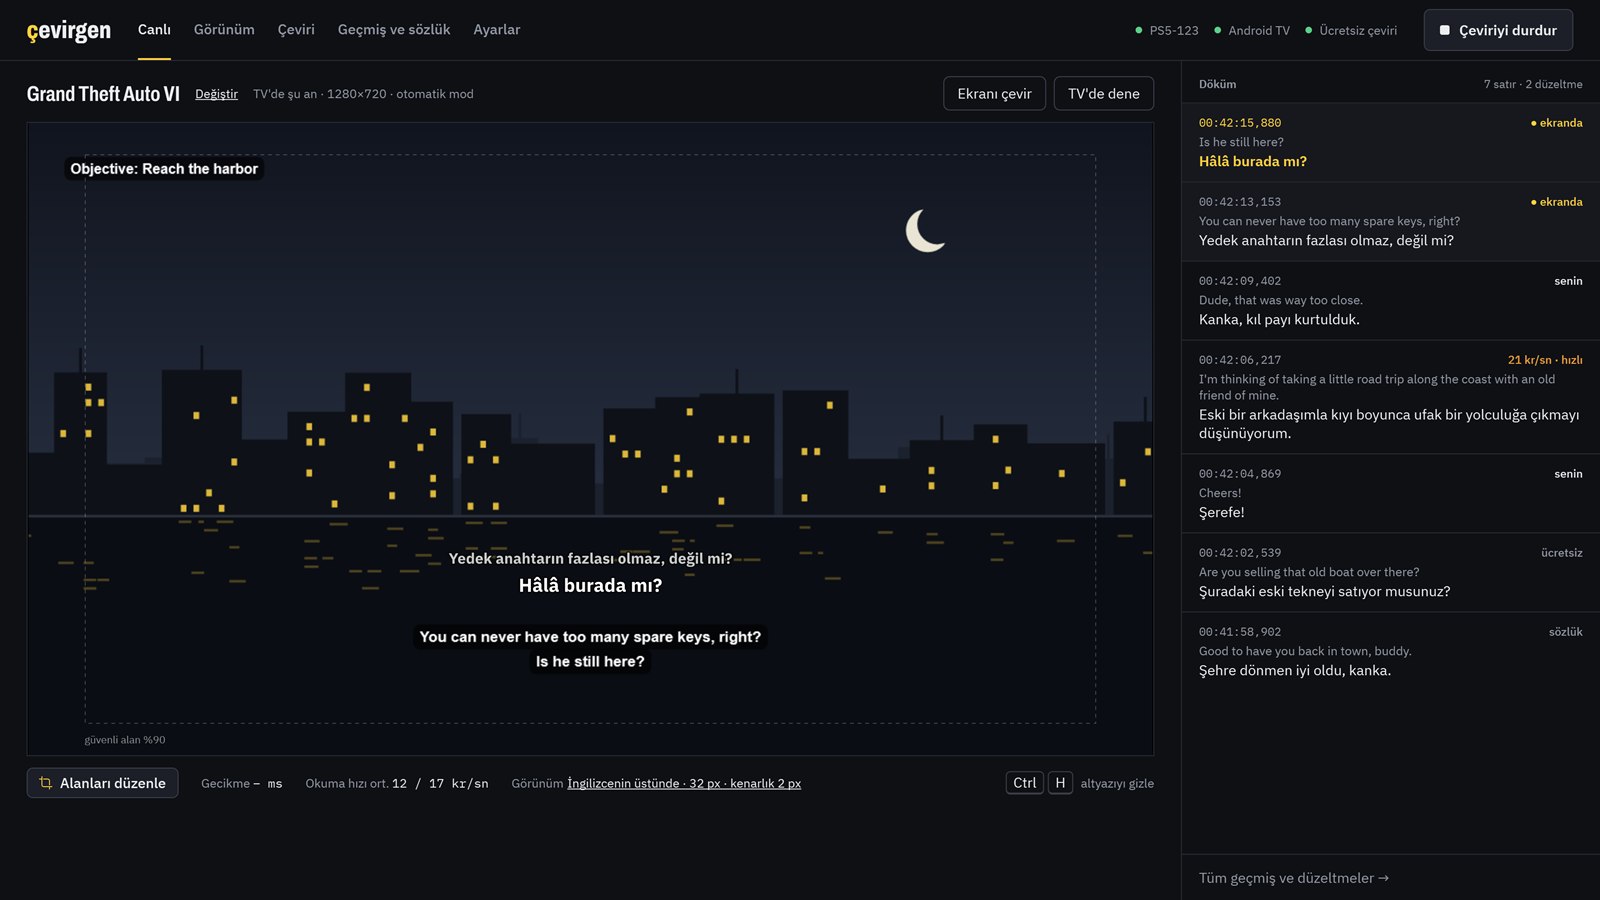 çevirgen
Canlı
Görünüm
Çeviri
Geçmiş ve sözlük
Ayarlar
PS5-123
Android TV
Ücretsiz çeviri
Çeviriyi durdur
Grand Theft Auto VI
Değiştir
TV'de şu an · 1280×720 · otomatik mod
Ekranı çevir
TV'de dene
Objective: Reach the harbor
Yedek anahtarın fazlası olmaz, değil mi?
Hâlâ burada mı?
You can never have too many spare keys, right?
Is he still here?
güvenli alan %90
Alanları düzenle
Gecikme – ms
Okuma hızı ort. 12 / 17 kr/sn
Görünüm İngilizcenin üstünde · 32 px · kenarlık 2 px
Ctrl H altyazıyı gizle
Döküm
7 satır · 2 düzeltme
00:42:15,880
● ekranda
Is he still here?
Hâlâ burada mı?
00:42:13,153
● ekranda
You can never have too many spare keys, right?
Yedek anahtarın fazlası olmaz, değil mi?
00:42:09,402
senin
Dude, that was way too close.
Kanka, kıl payı kurtulduk.
00:42:06,217
21 kr/sn · hızlı
I'm thinking of taking a little road trip along the coast with an old
friend of mine.
Eski bir arkadaşımla kıyı boyunca ufak bir yolculuğa çıkmayı
düşünüyorum.
00:42:04,869
senin
Cheers!
Şerefe!
00:42:02,539
ücretsiz
Are you selling that old boat over there?
Şuradaki eski tekneyi satıyor musunuz?
00:41:58,902
sözlük
Good to have you back in town, buddy.
Şehre dönmen iyi oldu, kanka.
Tüm geçmiş ve düzeltmeler →